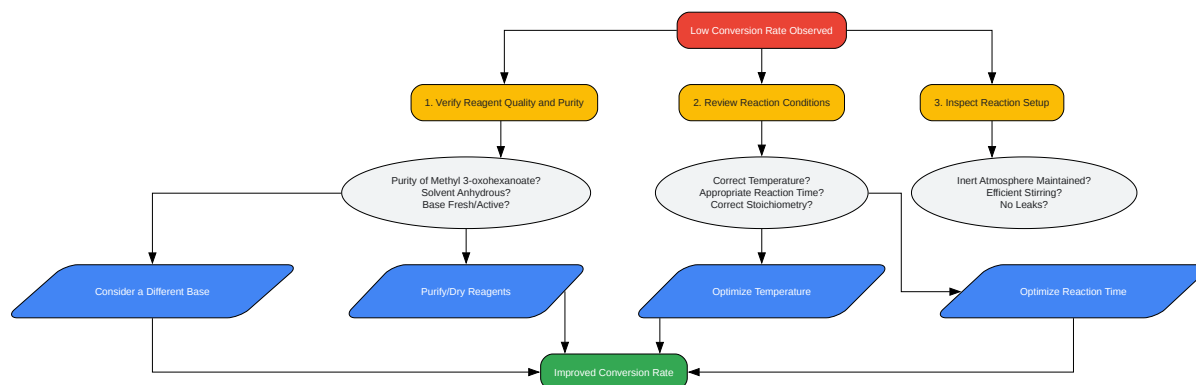 Low Conversion Rate Observed
1. Verify Reagent Quality and Purity
2. Review Reaction Conditions
3. Inspect Reaction Setup
Purity of Methyl 3-oxohexanoate?
Solvent Anhydrous?
Base Fresh/Active?
Correct Temperature?
Appropriate Reaction Time?
Correct Stoichiometry?
Inert Atmosphere Maintained?
Efficient Stirring?
No Leaks?
Consider a Different Base
Purify/Dry Reagents
Optimize Temperature
Optimize Reaction Time
Improved Conversion Rate